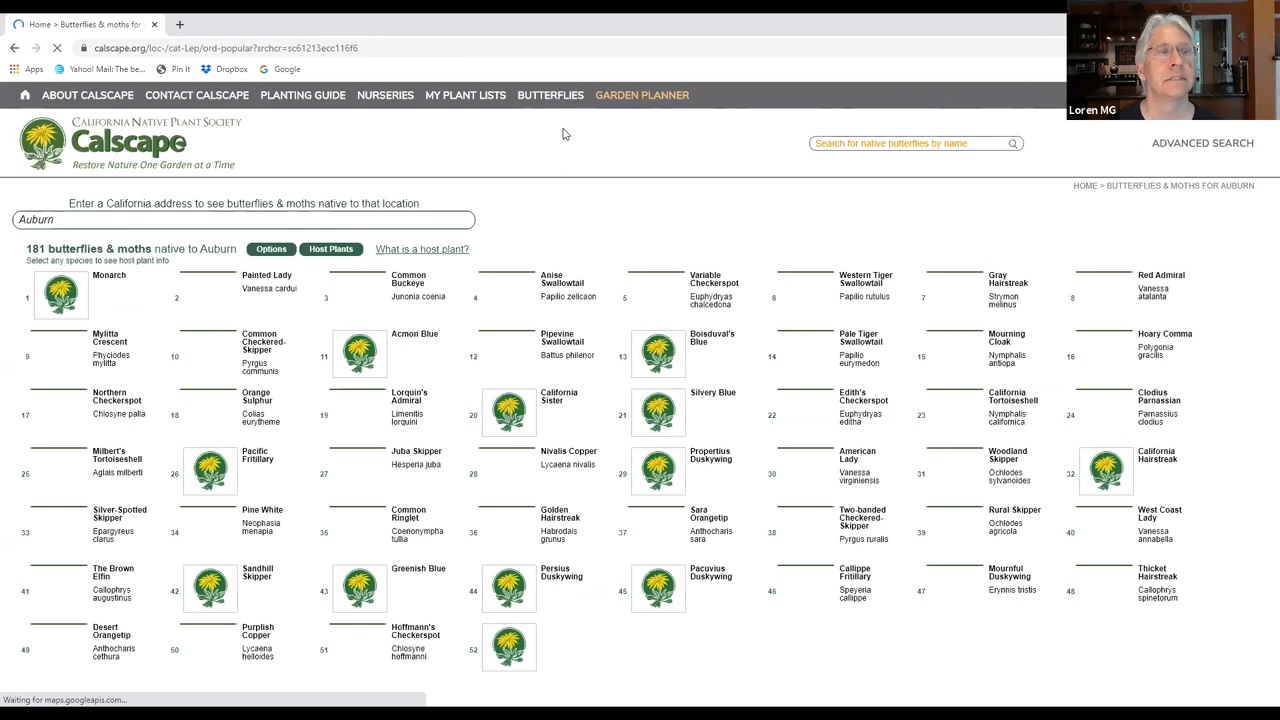 Home > Butterflies & moths for
calscape.org/loc-/cat-Lep/ord-popular?srchcr=sc61213ecc116f6
Apps Yahoo! Mail: The be... Pin It Dropbox Google
Loren MG
ABOUT CALSCAPE CONTACT CALSCAPE PLANTING GUIDE NURSERIES MY PLANT LISTS BUTTERFLIES GARDEN PLANNER
CALIFORNIA NATIVE PLANT SOCIETY
Calscape
Restore Nature One Garden at a Time
Search for native butterflies by name
ADVANCED SEARCH
HOME > BUTTERFLIES & MOTHS FOR AUBURN
Enter a California address to see butterflies & moths native to that location
Auburn
181 butterflies & moths native to Auburn Options Host Plants What is a host plant?
Select any species to see host plant info
1 Monarch
2 Painted Lady
Vanessa cardui
3 Common
Buckeye
Junonia coenia
4 Anise
Swallowtail
Papilio zelicaon
5 Variable
Checkerspot
Euphydryas
chalcedona
6 Western Tiger
Swallowtail
Papilio rutulus
7 Gray
Hairstreak
Strymon
melinus
8 Red Admiral
Vanessa
atalanta
9 Mylitta
Crescent
Phyciodes
mylitta
10 Common
Checkered-
Skipper
Pyrgus
communis
11 Acmon Blue
12 Pipevine
Swallowtail
Battus philenor
13 Boisduval's
Blue
14 Pale Tiger
Swallowtail
Papilio
eurymedon
15 Mourning
Cloak
Nymphalis
antiopa
16 Hoary Comma
Polygonia
gracilis
17 Northern
Checkerspot
Chlosyne palla
18 Orange
Sulphur
Colias
eurytheme
19 Lorquin's
Admiral
Limenitis
lorquini
20 California
Sister
21 Silvery Blue
22 Edith's
Checkerspot
Euphydryas
editha
23 California
Tortoiseshell
Nymphalis
californica
24 Clodius
Parnassian
Parnassius
clodius
25 Milbert's
Tortoiseshell
Aglais milberti
26 Pacific
Fritillary
27 Juba Skipper
Hesperia juba
28 Nivalis Copper
Lycaena nivalis
29 Propertius
Duskywing
30 American
Lady
Vanessa
virginiensis
31 Woodland
Skipper
Ochlodes
sylvanoides
32 California
Hairstreak
33 Silver-Spotted
Skipper
Epargyreus
clarus
34 Pine White
Neophasia
menapia
35 Common
Ringlet
Coenonympha
tullia
36 Golden
Hairstreak
Habrodais
grunus
37 Sara
Orangetip
Anthocharis
sara
38 Two-banded
Checkered-
Skipper
Pyrgus ruralis
39 Rural Skipper
Ochlodes
agricola
40 West Coast
Lady
Vanessa
annabella
41 The Brown
Elfin
Callophrys
augustinus
42 Sandhill
Skipper
43 Greenish Blue
44 Persius
Duskywing
45 Pacuvius
Duskywing
46 Callippe
Fritillary
Speyeria
callippe
47 Mournful
Duskywing
Erynnis tristis
48 Thicket
Hairstreak
Callophrys
spinetorum
49 Desert
Orangetip
Anthocharis
cethura
50 Purplish
Copper
Lycaena
helloides
51 Hoffmann's
Checkerspot
Chlosyne
hoffmanni
52
Waiting for maps.googleapis.com...